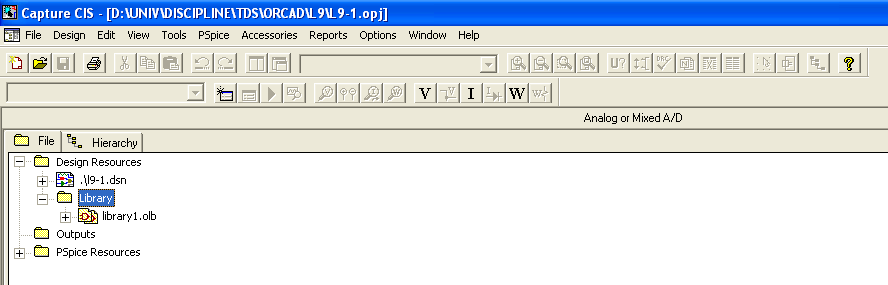 Capture CIS - [D:\UNIV\DISCIPLINE\TDS\ORCAD\L9\L9-1.opj]
File Design Edit View Tools PSpice Accessories Reports Options Window Help
U? DRC ?
V V I I W W
Analog or Mixed A/D
File Hierarchy
Design Resources
.\l9-1.dsn
Library
library1.olb
Outputs
PSpice Resources